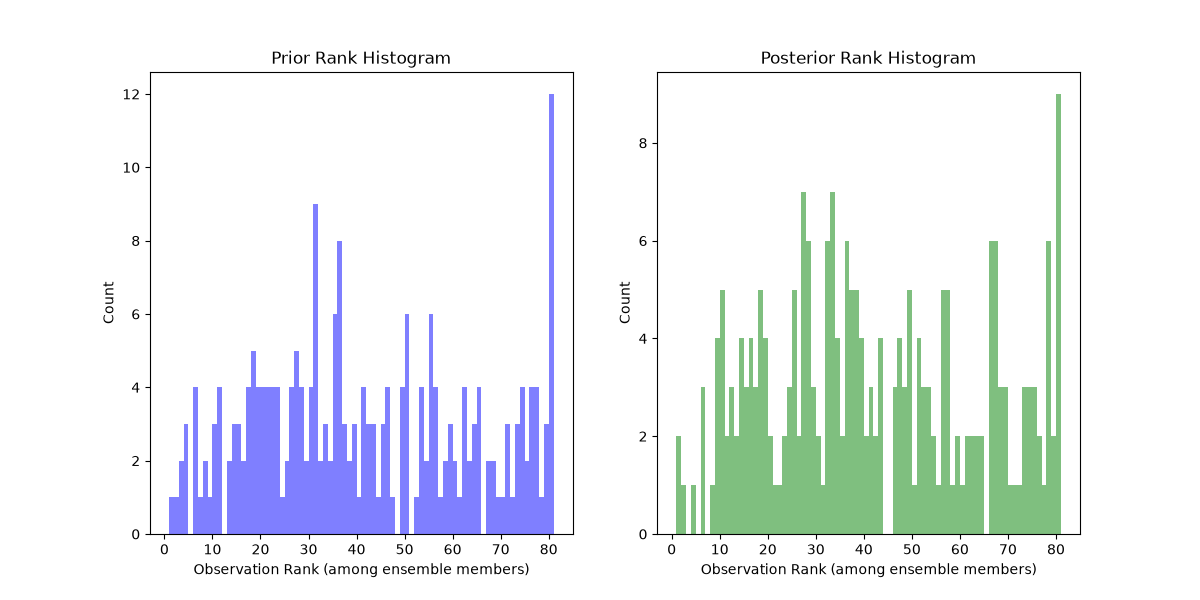 Prior Rank Histogram
12
10
8
6
4
2
0
Count
0 10 20 30 40 50 60 70 80
Observation Rank (among ensemble members)
Posterior Rank Histogram
8
6
4
2
0
Count
0 10 20 30 40 50 60 70 80
Observation Rank (among ensemble members)